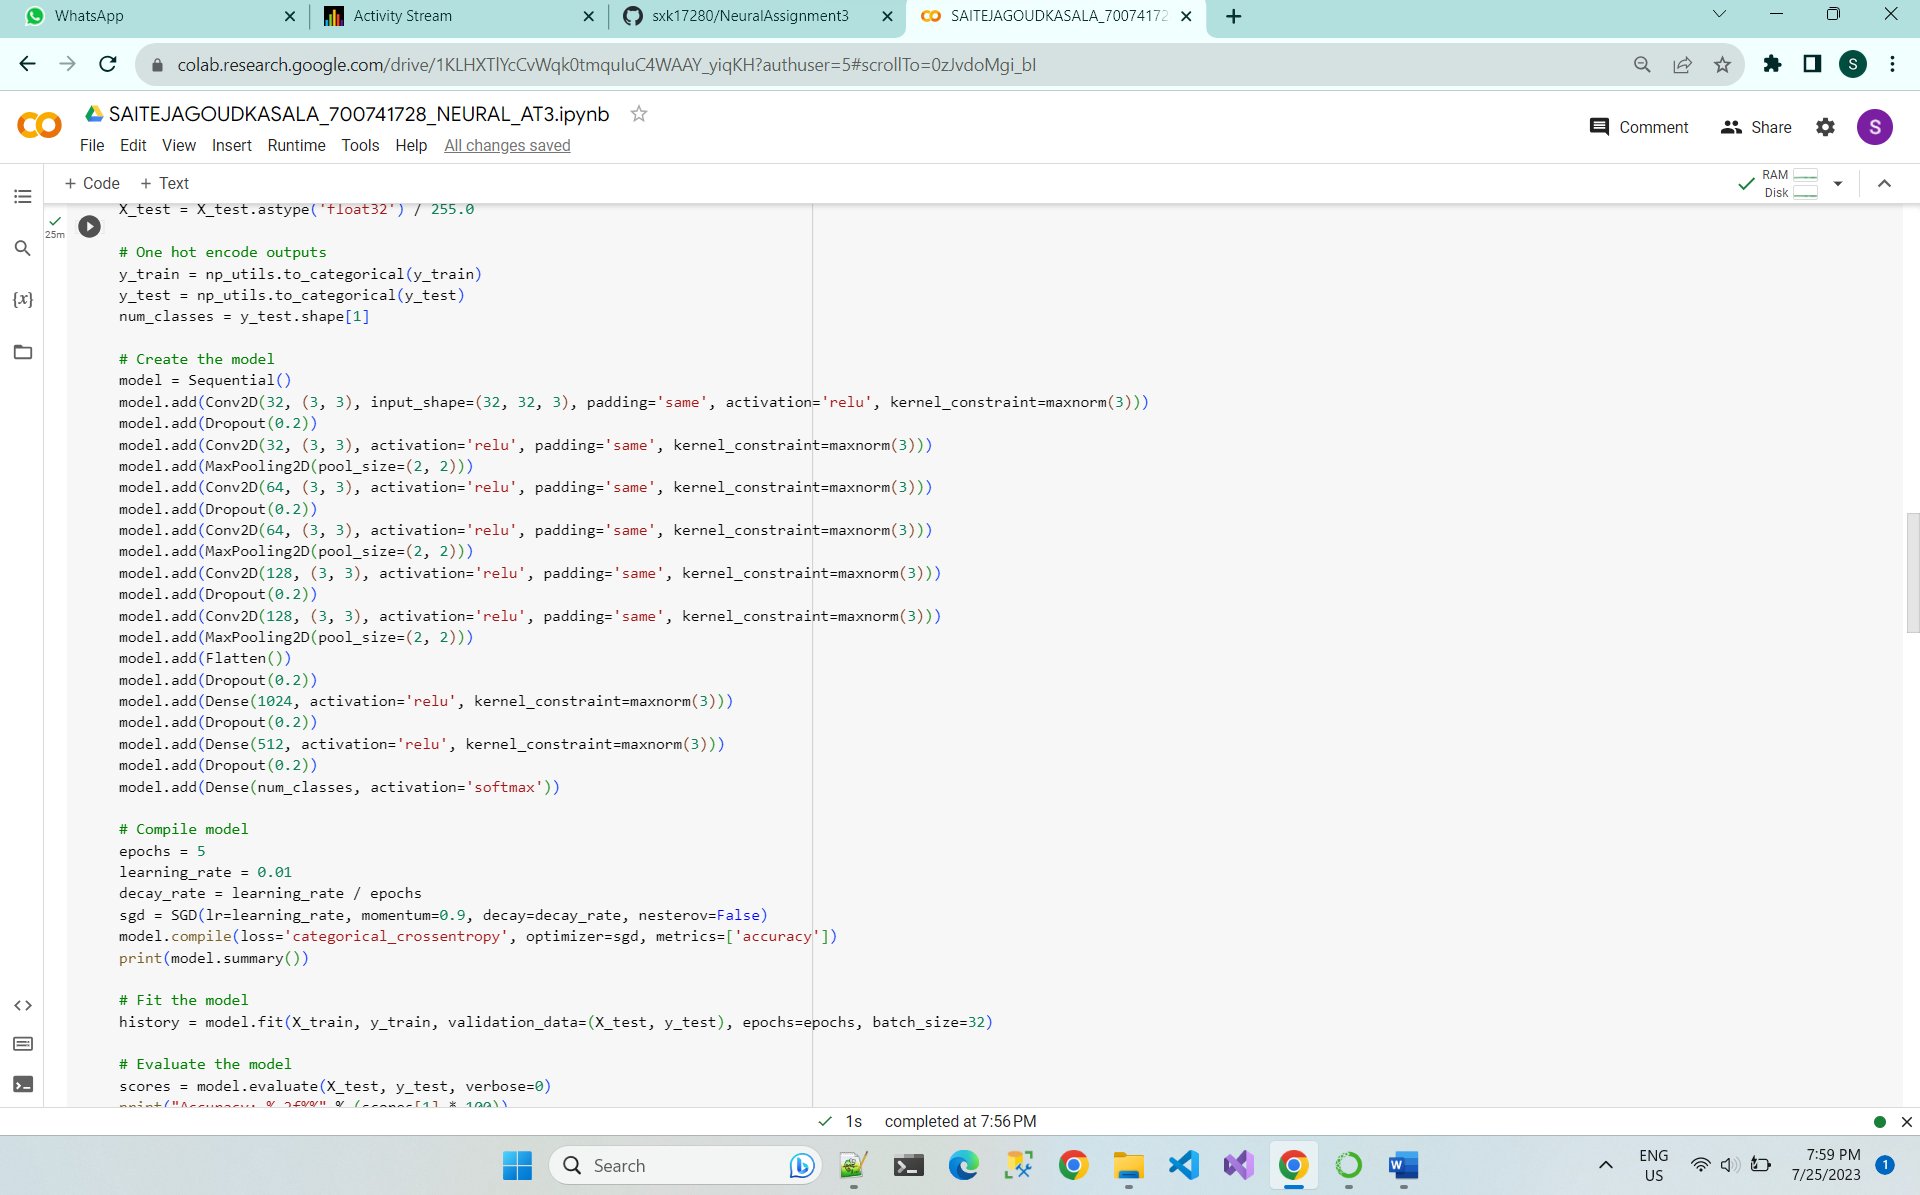 WhatsApp
Activity Stream
sxk17280/NeuralAssignment3
SAITEJAGOUDKASALA_70074172
colab.research.google.com/drive/1KLHXTlYcCvWqk0tmquIuC4WAAY_yiqKH?authuser=5#scrollTo=0zJvdoMgi_bI
S
CO
SAITEJAGOUDKASALA_700741728_NEURAL_AT3.ipynb
Comment
Share
S
File Edit View Insert Runtime Tools Help All changes saved
+ Code + Text
RAM
Disk
25m
{x}
X_test = X_test.astype('float32') / 255.0
# One hot encode outputs
y_train = np_utils.to_categorical(y_train)
y_test = np_utils.to_categorical(y_test)
num_classes = y_test.shape[1]
# Create the model
model = Sequential()
model.add(Conv2D(32, (3, 3), input_shape=(32, 32, 3), padding='same', activation='relu', kernel_constraint=maxnorm(3)))
model.add(Dropout(0.2))
model.add(Conv2D(32, (3, 3), activation='relu', padding='same', kernel_constraint=maxnorm(3)))
model.add(MaxPooling2D(pool_size=(2, 2)))
model.add(Conv2D(64, (3, 3), activation='relu', padding='same', kernel_constraint=maxnorm(3)))
model.add(Dropout(0.2))
model.add(Conv2D(64, (3, 3), activation='relu', padding='same', kernel_constraint=maxnorm(3)))
model.add(MaxPooling2D(pool_size=(2, 2)))
model.add(Conv2D(128, (3, 3), activation='relu', padding='same', kernel_constraint=maxnorm(3)))
model.add(Dropout(0.2))
model.add(Conv2D(128, (3, 3), activation='relu', padding='same', kernel_constraint=maxnorm(3)))
model.add(MaxPooling2D(pool_size=(2, 2)))
model.add(Flatten())
model.add(Dropout(0.2))
model.add(Dense(1024, activation='relu', kernel_constraint=maxnorm(3)))
model.add(Dropout(0.2))
model.add(Dense(512, activation='relu', kernel_constraint=maxnorm(3)))
model.add(Dropout(0.2))
model.add(Dense(num_classes, activation='softmax'))
# Compile model
epochs = 5
learning_rate = 0.01
decay_rate = learning_rate / epochs
sgd = SGD(lr=learning_rate, momentum=0.9, decay=decay_rate, nesterov=False)
model.compile(loss='categorical_crossentropy', optimizer=sgd, metrics=['accuracy'])
print(model.summary())
# Fit the model
history = model.fit(X_train, y_train, validation_data=(X_test, y_test), epochs=epochs, batch_size=32)
# Evaluate the model
scores = model.evaluate(X_test, y_test, verbose=0)
print("Accuracy: %.2f%%" % (scores[1] * 100))
1s completed at 7:56 PM
Search
ENG
US
7:59 PM
7/25/2023
1